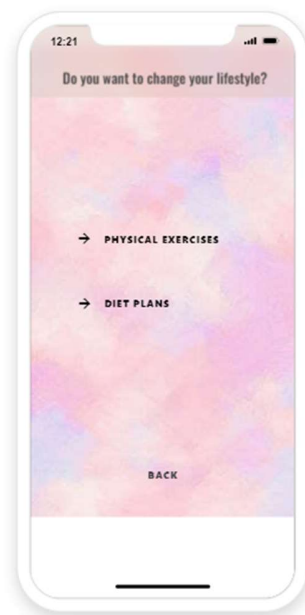 12:21
Do you want to change your lifestyle?
→ PHYSICAL EXERCISES
→ DIET PLANS
BACK